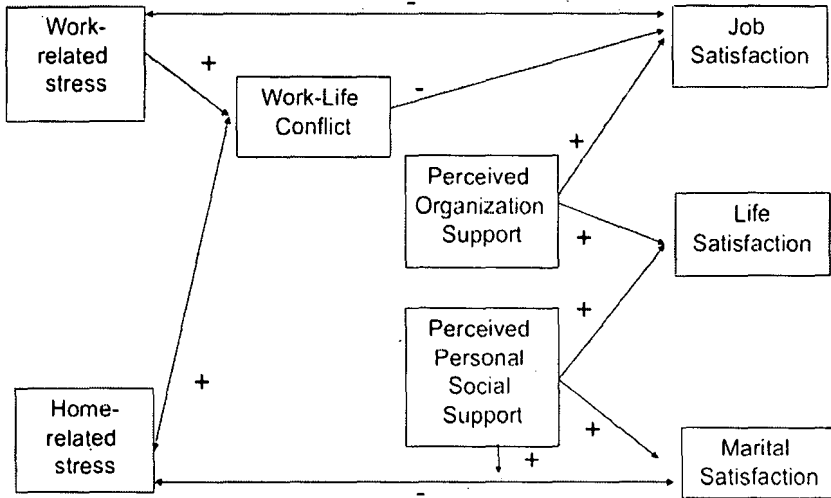 -
Work-
related
stress
+
Work-Life
Conflict
-
Job
Satisfaction
+
Perceived
Organization
Support
+
Life
Satisfaction
+
Perceived
Personal
Social
Support
+
+
Home-
related
stress
+
-
Marital
Satisfaction